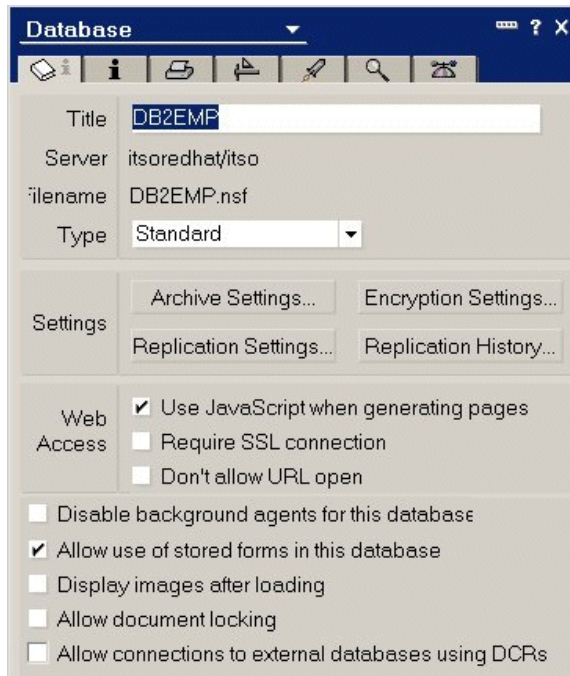 Database
? X
i i
Title DB2EMP
Server itsoredhat/itso
ilename DB2EMP.nsf
Type Standard
Settings
Archive Settings... Encryption Settings...
Replication Settings... Replication History...
Web Access
Use JavaScript when generating pages
Require SSL connection
Don't allow URL open
Disable background agents for this database
Allow use of stored forms in this database
Display images after loading
Allow document locking
Allow connections to external databases using DCRs